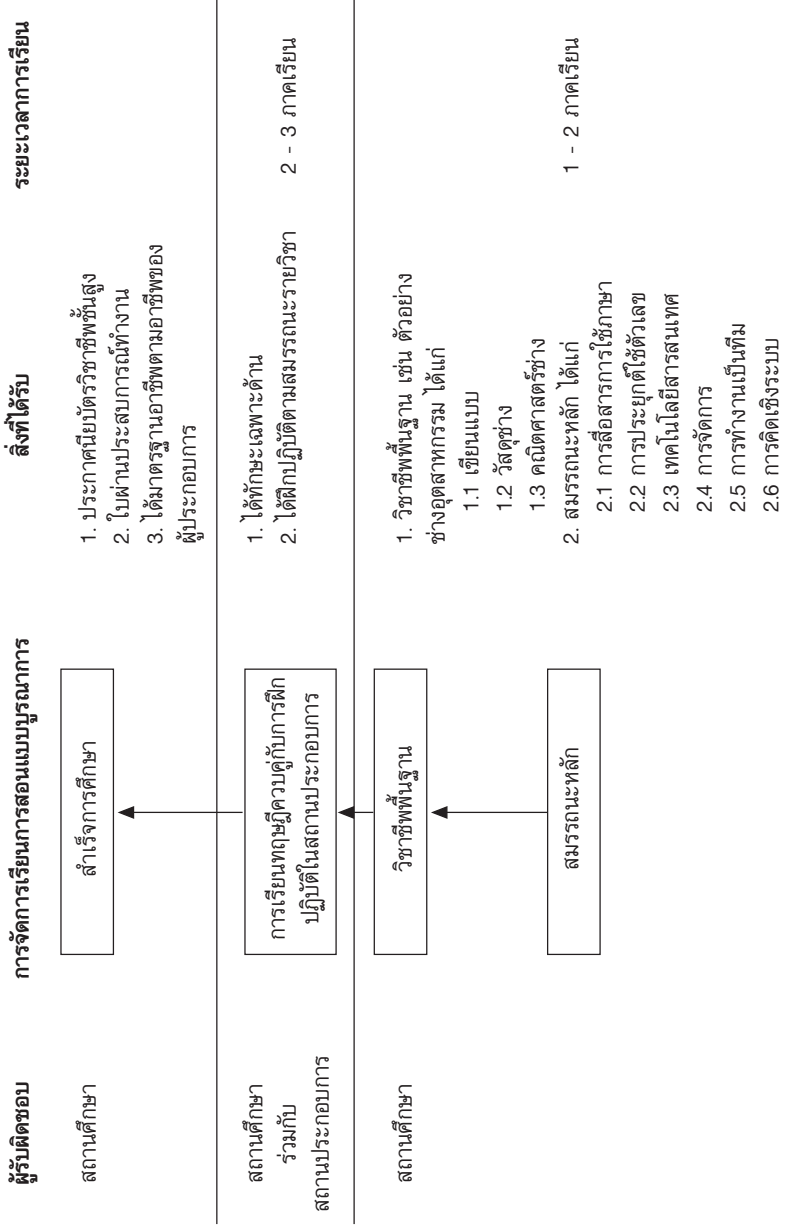 ผู้รับผิดชอบ
การจัดการเรียนการสอนแบบบูรณาการ
สิ่งที่ได้รับ
ระยะเวลาการเรียน
สถานศึกษา
สำเร็จการศึกษา
1. ประกาศนียบัตรวิชาชีพชั้นสูง
2. ใบผ่านประสบการณ์ทำงาน
3. ได้มาตรฐานอาชีพตามอาชีพของ
ผู้ประกอบการ
สถานศึกษา
ร่วมกับ
สถานประกอบการ
การเรียนทฤษฎีควบคู่กับการฝึก
ปฏิบัติในสถานประกอบการ
1. ได้ทักษะเฉพาะด้าน
2. ได้ฝึกปฏิบัติตามสมรรถนะรายวิชา
2 - 3 ภาคเรียน
สถานศึกษา
วิชาชีพพื้นฐาน
สมรรถนะหลัก
1. วิชาชีพพื้นฐาน เช่น ตัวอย่าง
ช่างอุตสาหกรรม ได้แก่
1.1 เขียนแบบ
1.2 วัสดุช่าง
1.3 คณิตศาสตร์ช่าง
2. สมรรถนะหลัก ได้แก่
2.1 การสื่อสารการใช้ภาษา
2.2 การประยุกต์ใช้ตัวเลข
2.3 เทคโนโลยีสารสนเทศ
2.4 การจัดการ
2.5 การทำงานเป็นทีม
2.6 การคิดเชิงระบบ
1 - 2 ภาคเรียน